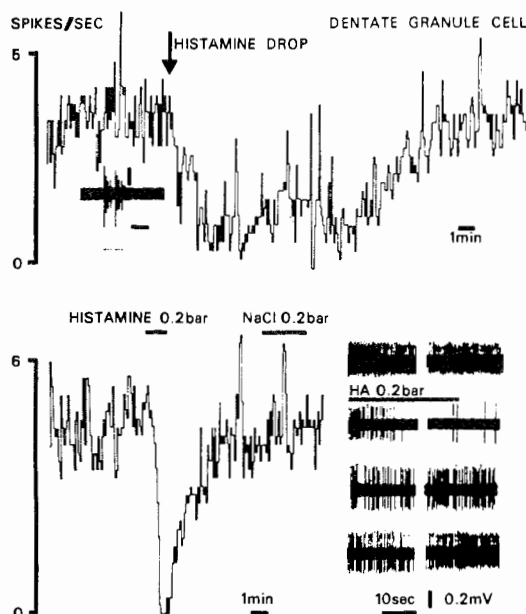 SPIKES/SEC
DENTATE GRANULE CELL
HISTAMINE DROP
5
1min
0
HISTAMINE 0.2bar
NaCl 0.2bar
6
HA 0.2bar
0
1min
10sec
0.2mV